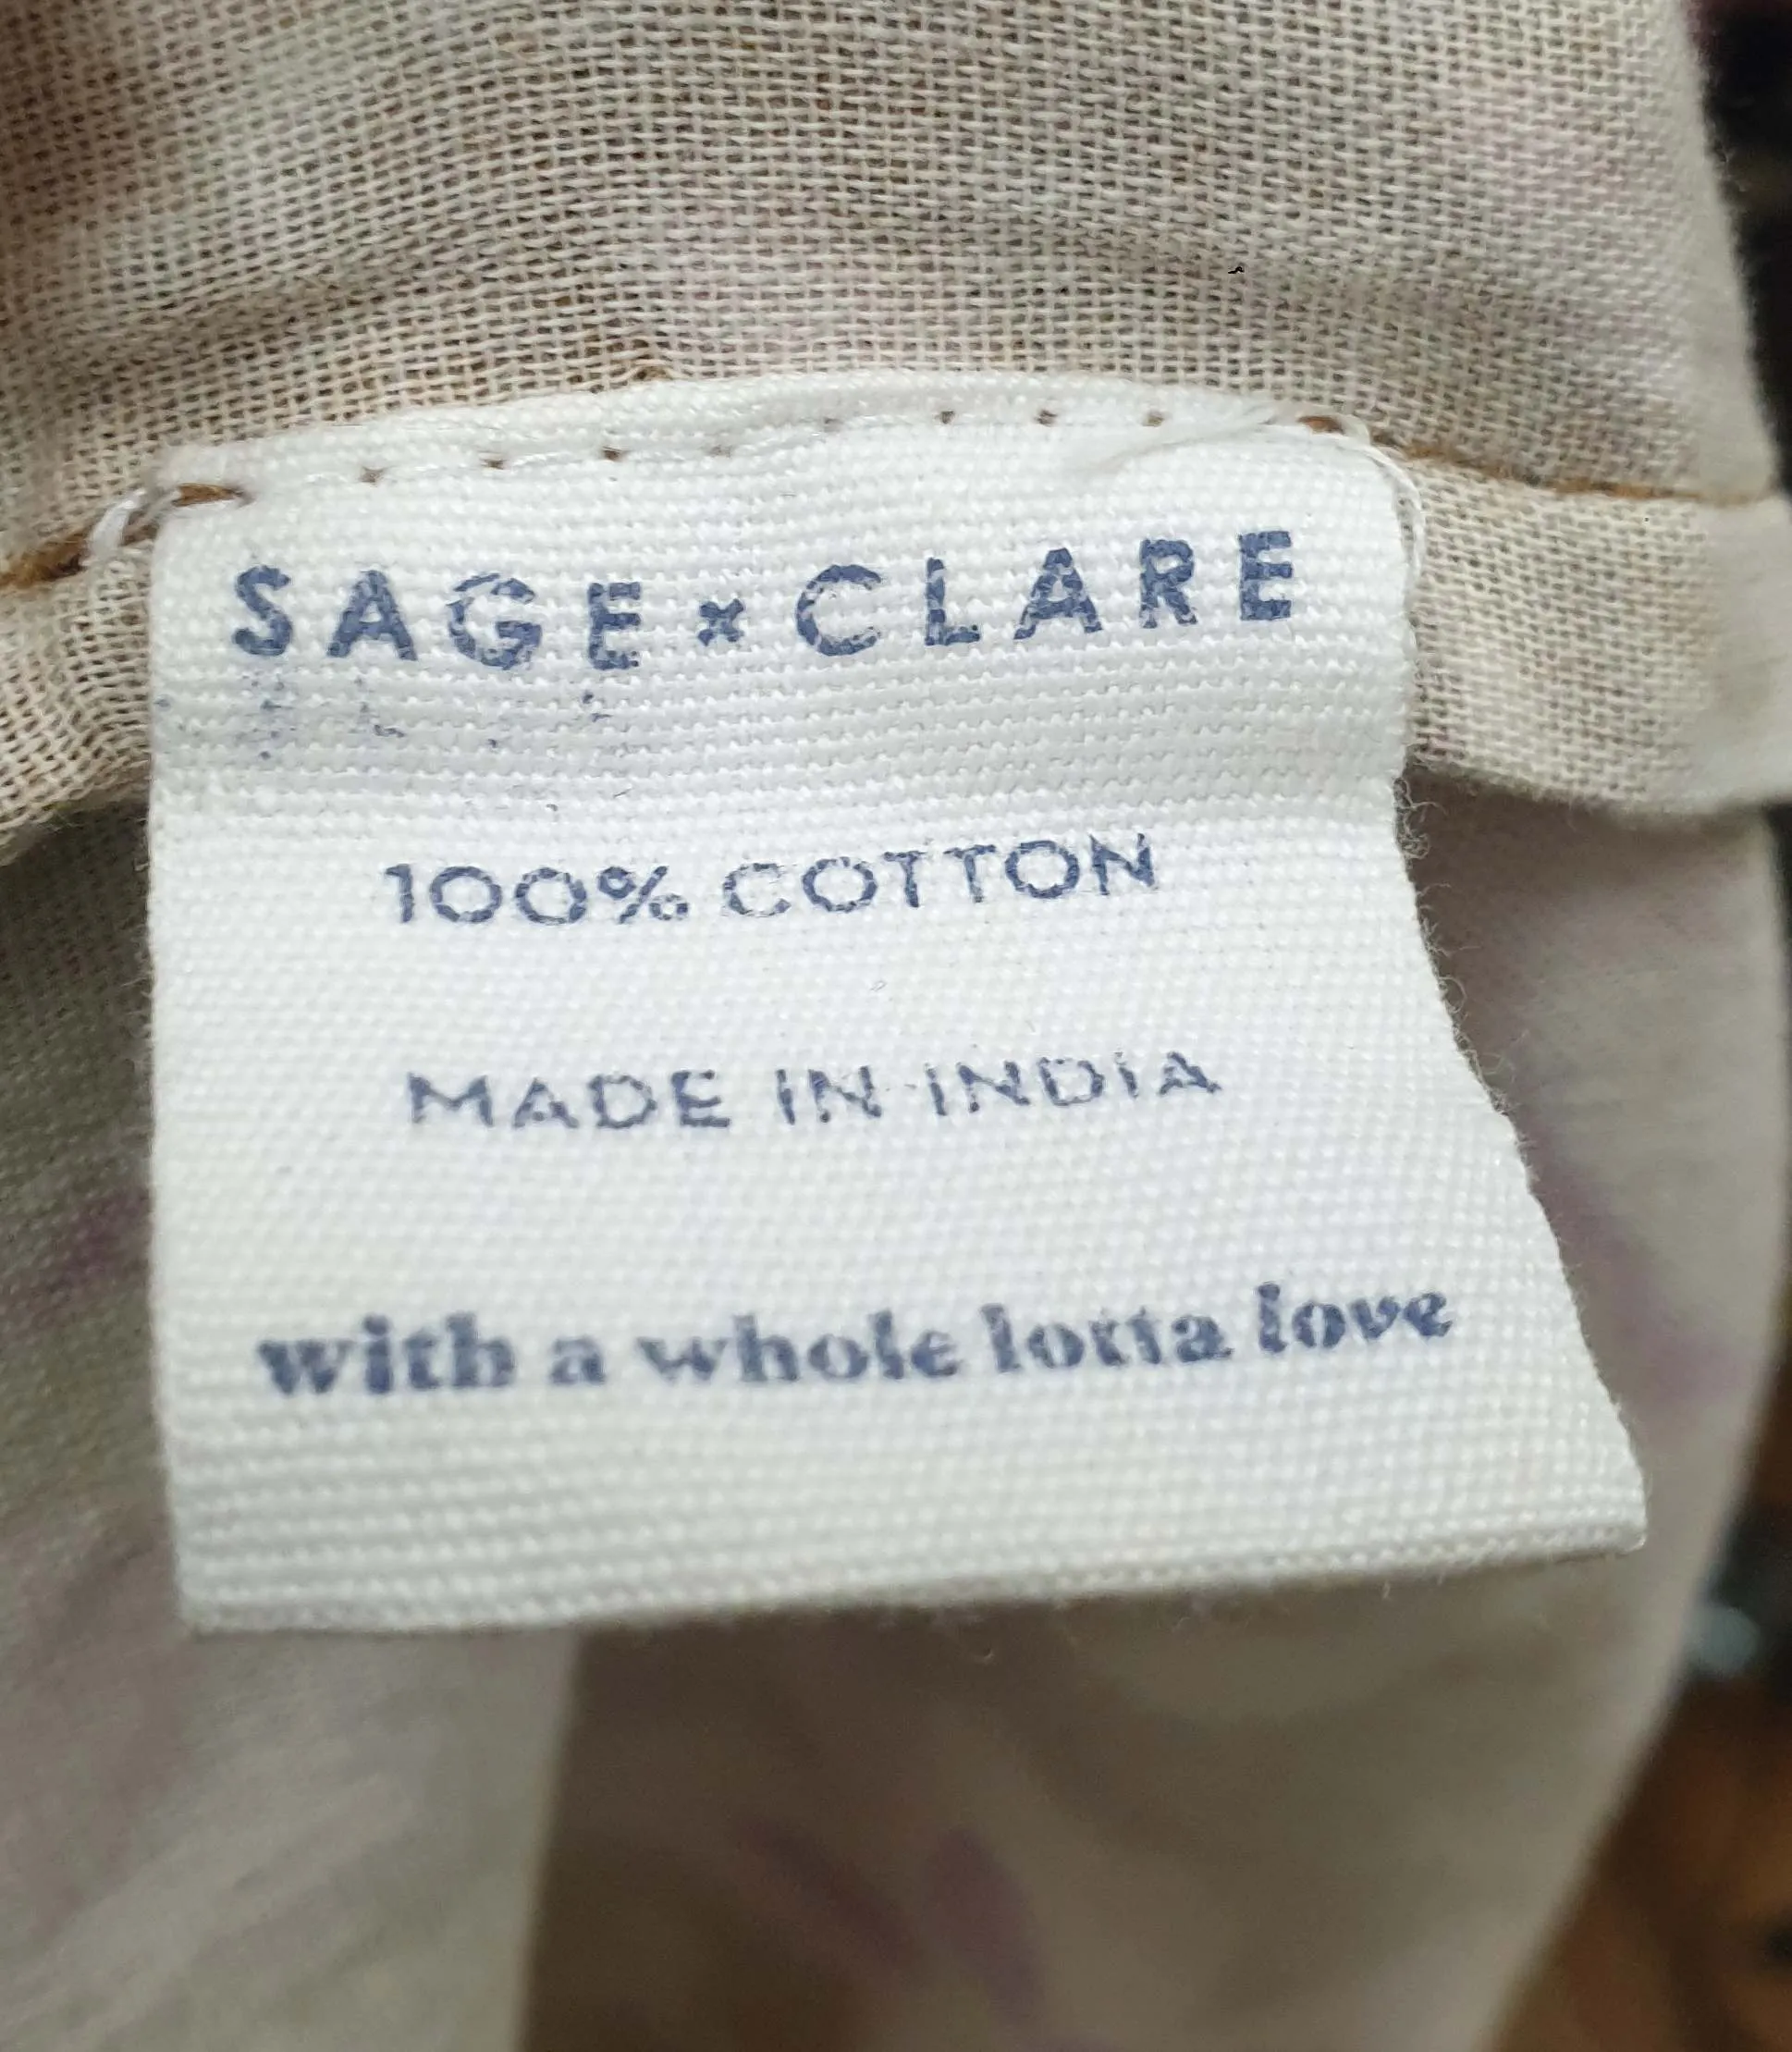 SAGE × CLARE
100% COTTON
MADE IN INDIA
with a whole lotta love